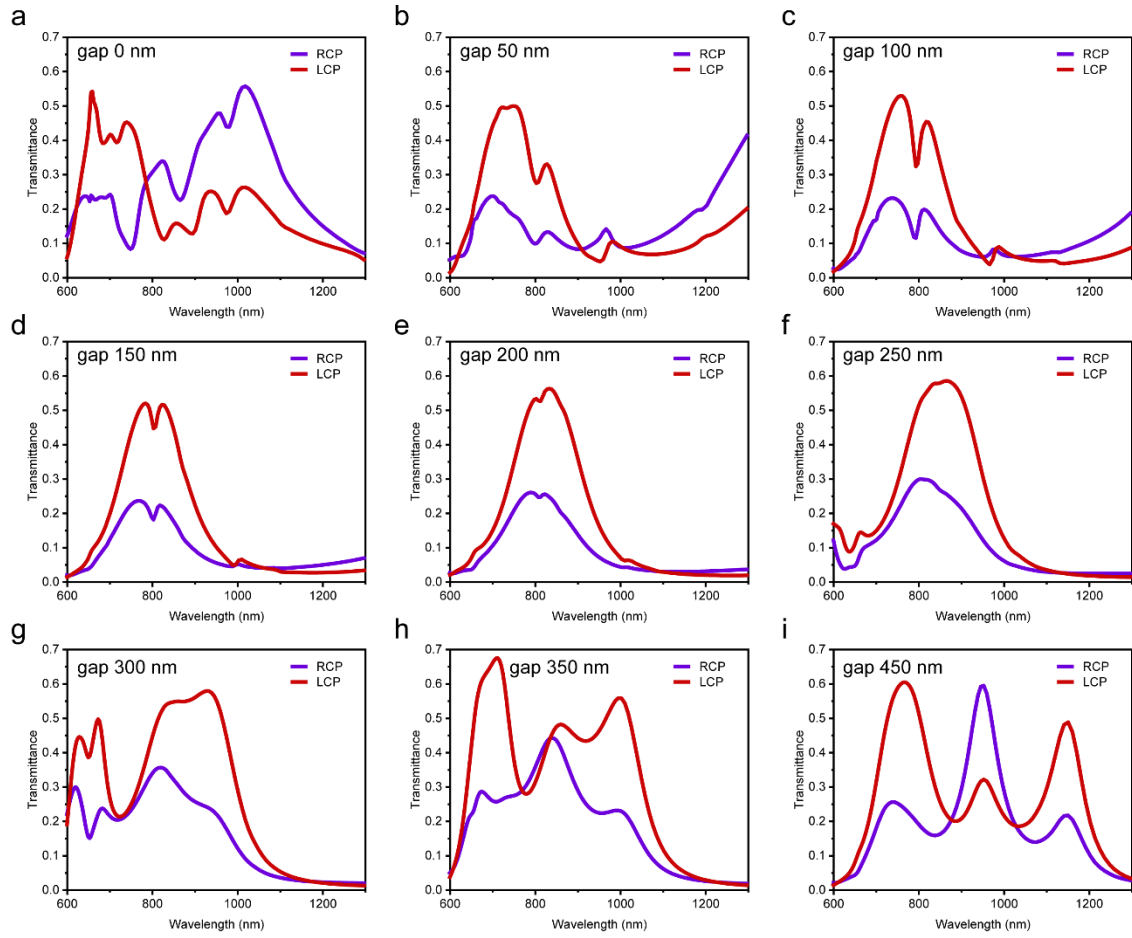 a
gap 0 nm
RCP
LCP
Transmittance
0.7
0.6
0.5
0.4
0.3
0.2
0.1
0.0
600 800 1000 1200
Wavelength (nm)
b
gap 50 nm
RCP
LCP
Transmittance
0.7
0.6
0.5
0.4
0.3
0.2
0.1
0.0
600 800 1000 1200
Wavelength (nm)
c
gap 100 nm
RCP
LCP
Transmittance
0.7
0.6
0.5
0.4
0.3
0.2
0.1
0.0
600 800 1000 1200
Wavelength (nm)
d
gap 150 nm
RCP
LCP
Transmittance
0.7
0.6
0.5
0.4
0.3
0.2
0.1
0.0
600 800 1000 1200
Wavelength (nm)
e
gap 200 nm
RCP
LCP
Transmittance
0.7
0.6
0.5
0.4
0.3
0.2
0.1
0.0
600 800 1000 1200
Wavelength (nm)
f
gap 250 nm
RCP
LCP
Transmittance
0.7
0.6
0.5
0.4
0.3
0.2
0.1
0.0
600 800 1000 1200
Wavelength (nm)
g
gap 300 nm
RCP
LCP
Transmittance
0.7
0.6
0.5
0.4
0.3
0.2
0.1
0.0
600 800 1000 1200
Wavelength (nm)
h
gap 350 nm
RCP
LCP
Transmittance
0.7
0.6
0.5
0.4
0.3
0.2
0.1
0.0
600 800 1000 1200
Wavelength (nm)
i
gap 450 nm
RCP
LCP
Transmittance
0.7
0.6
0.5
0.4
0.3
0.2
0.1
0.0
600 800 1000 1200
Wavelength (nm)